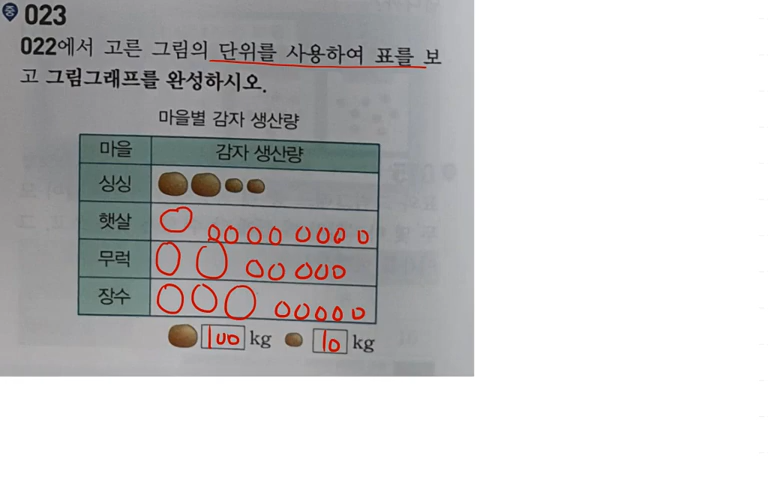 중 023
022에서 고른 그림의 단위를 사용하여 표를 보
고 그림그래프를 완성하시오.
마을별 감자 생산량
마을 감자 생산량
싱싱
햇살
무럭
장수
100 kg 10 kg